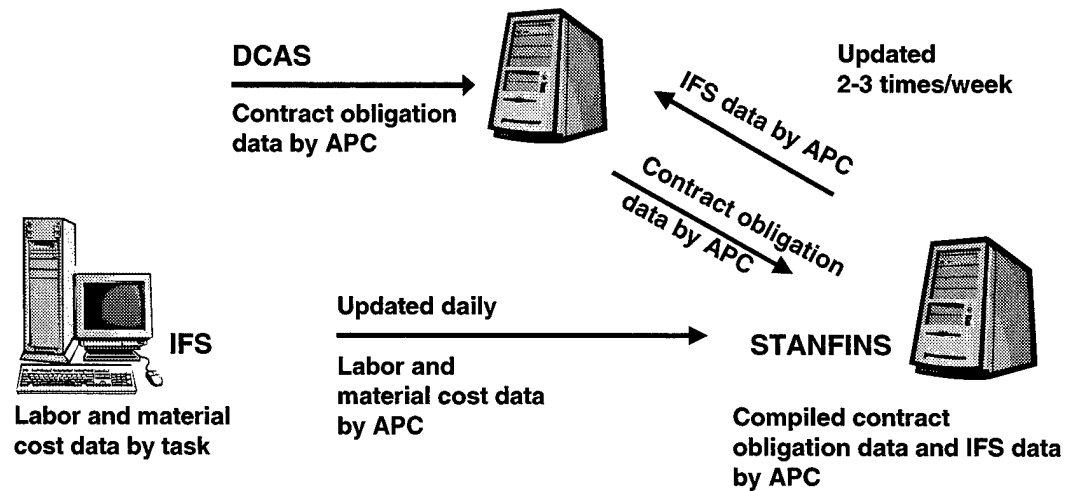 DCAS
Contract obligation
data by APC
Updated
2-3 times/week
IFS data by APC
Contract obligation
data by APC
IFS
Labor and material
cost data by task
Updated daily
Labor and
material cost data
by APC
STANFINS
Compiled contract
obligation data and IFS data
by APC